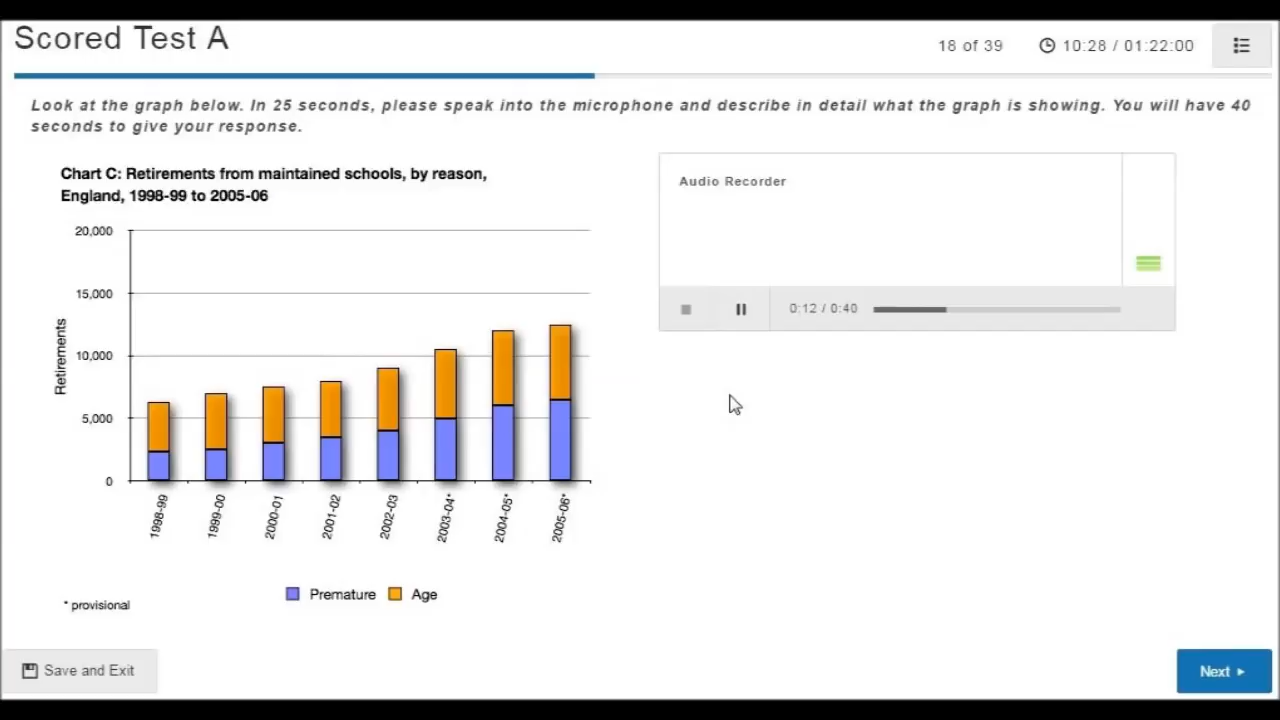 Scored Test A
18 of 39
10:28 / 01:22:00
Look at the graph below. In 25 seconds, please speak into the microphone and describe in detail what the graph is showing. You will have 40
seconds to give your response.
Chart C: Retirements from maintained schools, by reason,
England, 1998-99 to 2005-06
Audio Recorder
0:12 / 0:40
20,000
15,000
10,000
5,000
0
Retirements
1998-99
1999-00
2000-01
2001-02
2002-03
2003-04*
2004-05*
2005-06*
Premature
Age
* provisional
Save and Exit
Next